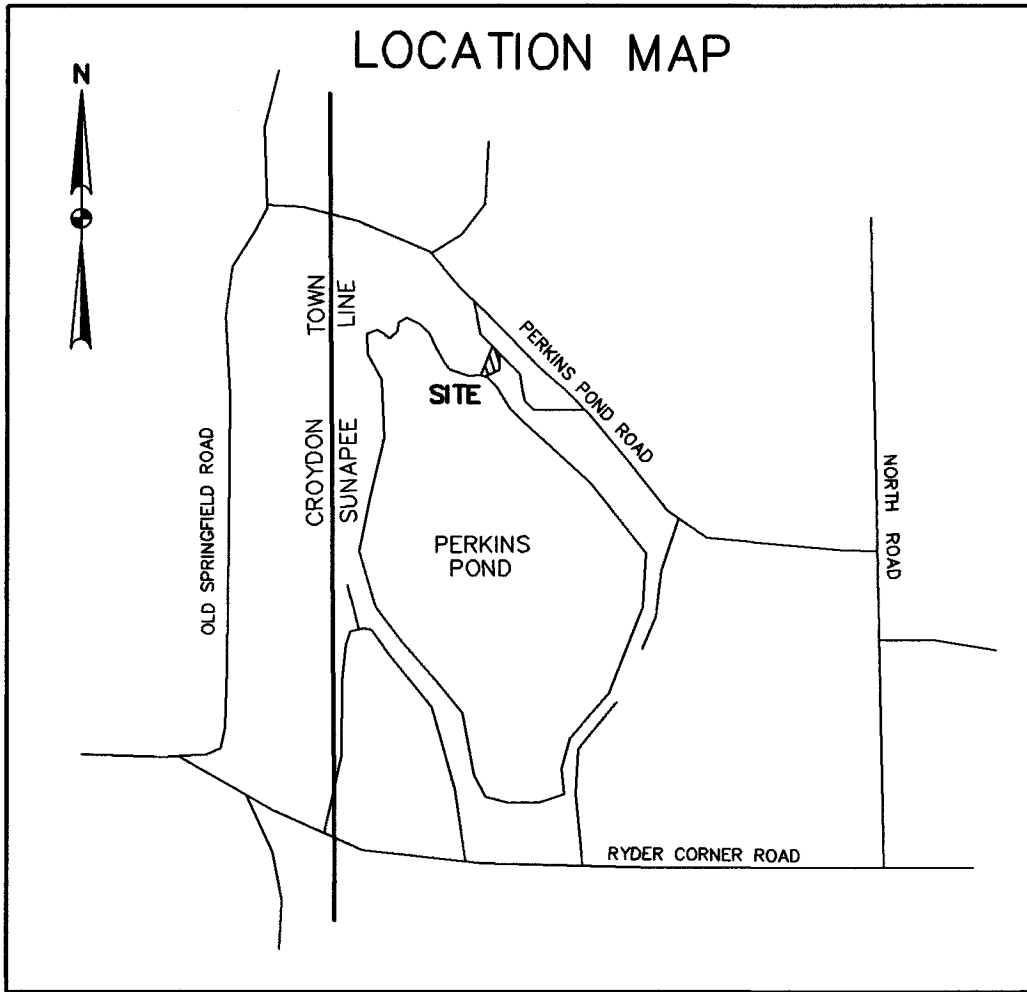 LOCATION MAP
N
TOWN
LINE
PERKINS POND ROAD
SITE
CROYDON
SUNAPEE
OLD SPRINGFIELD ROAD
NORTH ROAD
PERKINS
POND
RYDER CORNER ROAD